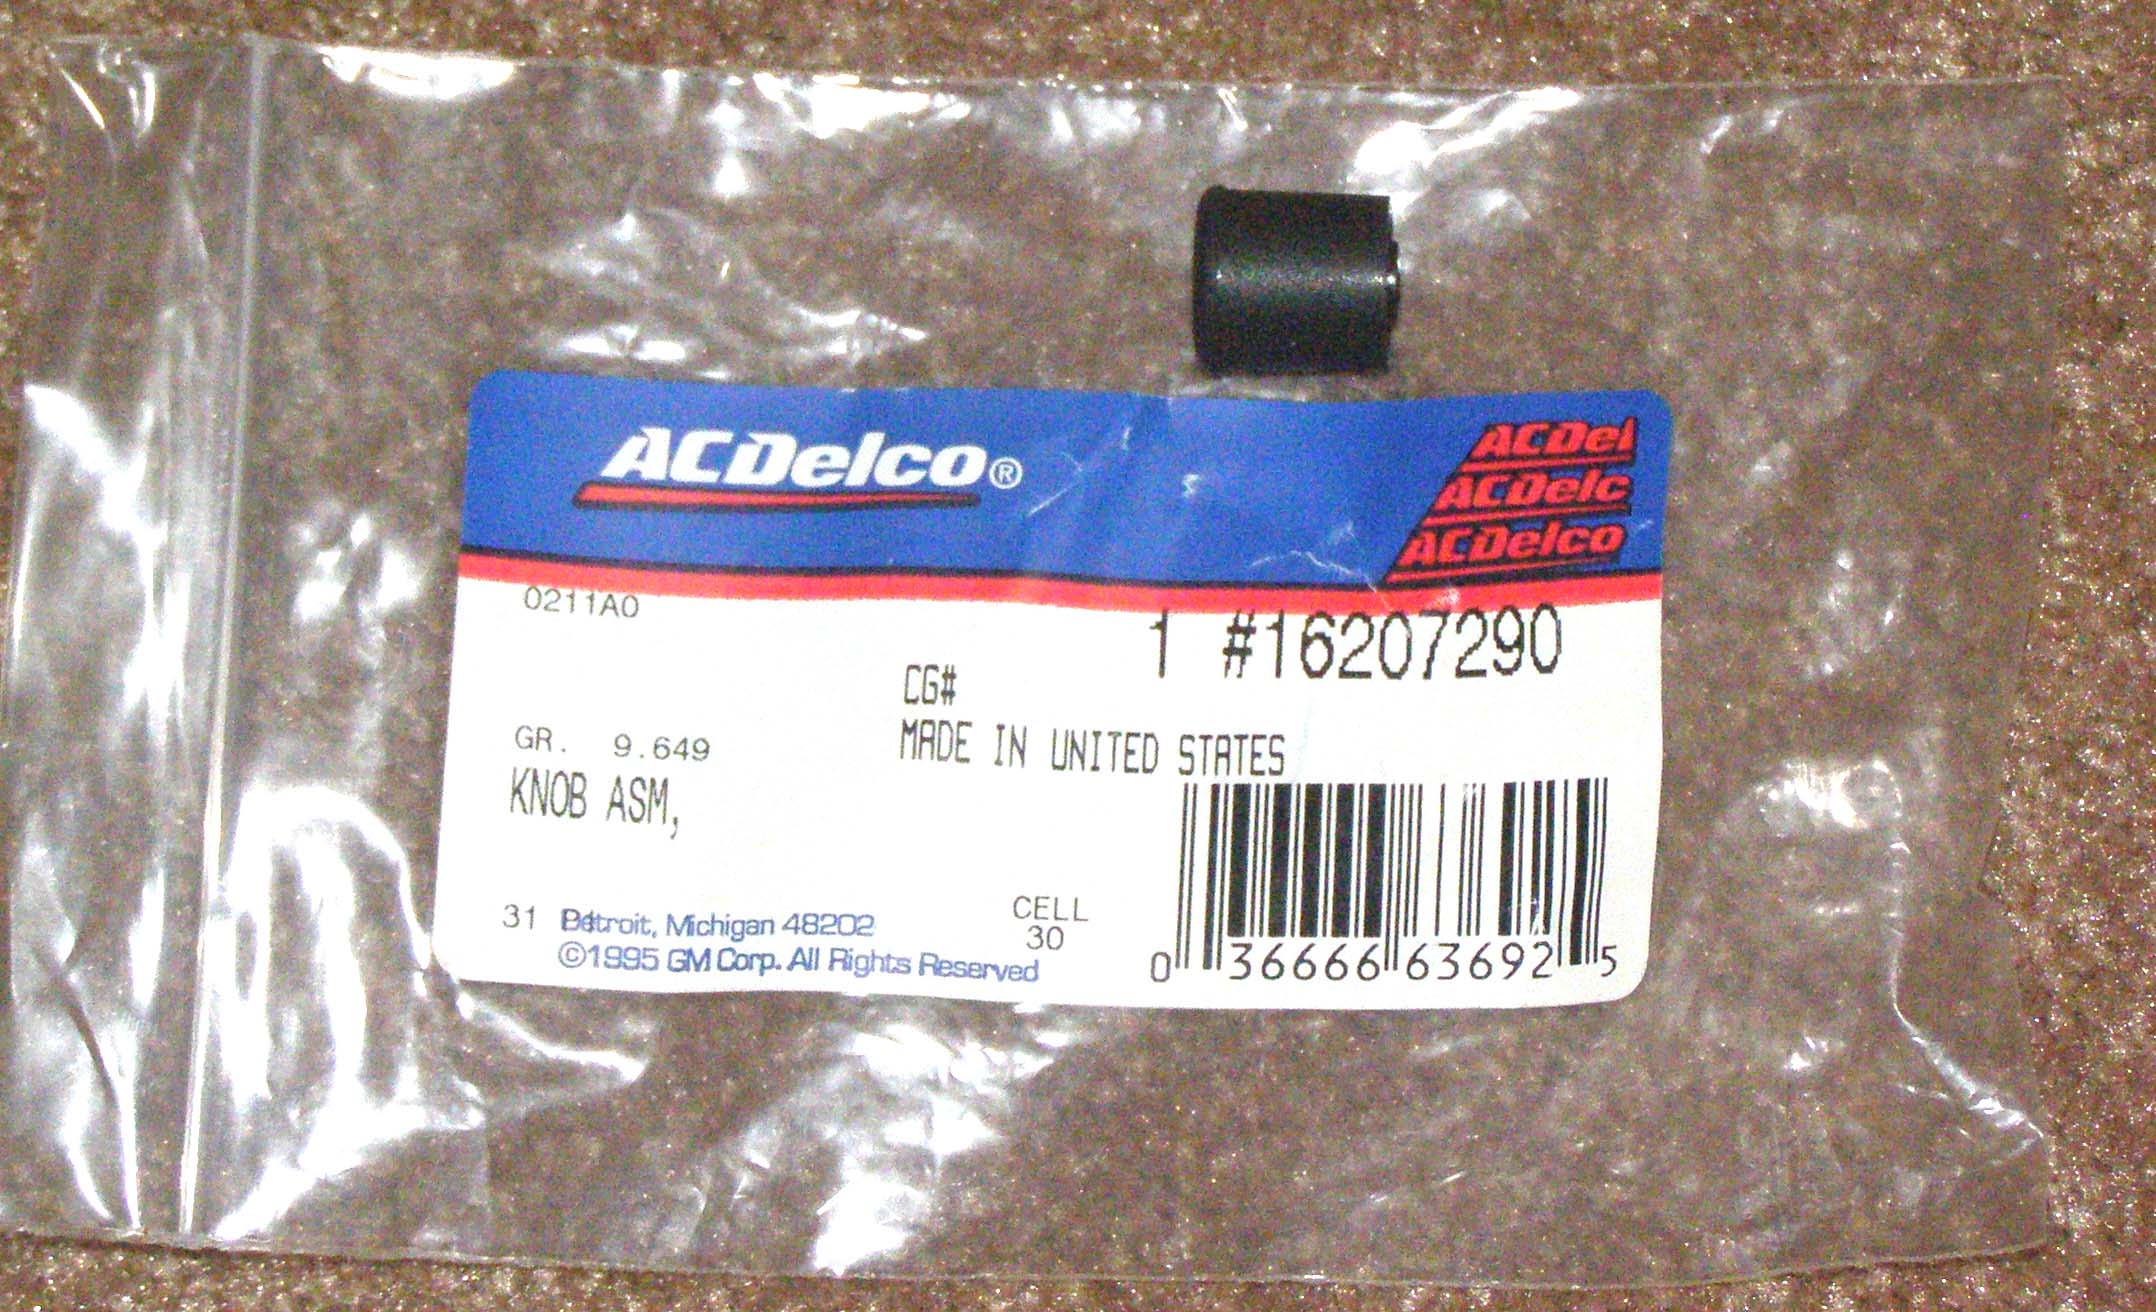 ACDelco®
ACDel
ACDelc
ACDelco
0211A0
1 #16207290
CG#
MADE IN UNITED STATES
GR. 9.649
KNOB ASM,
31 Detroit, Michigan 48202
©1995 GM Corp. All Rights Reserved
CELL
30
0 36666 63692 5